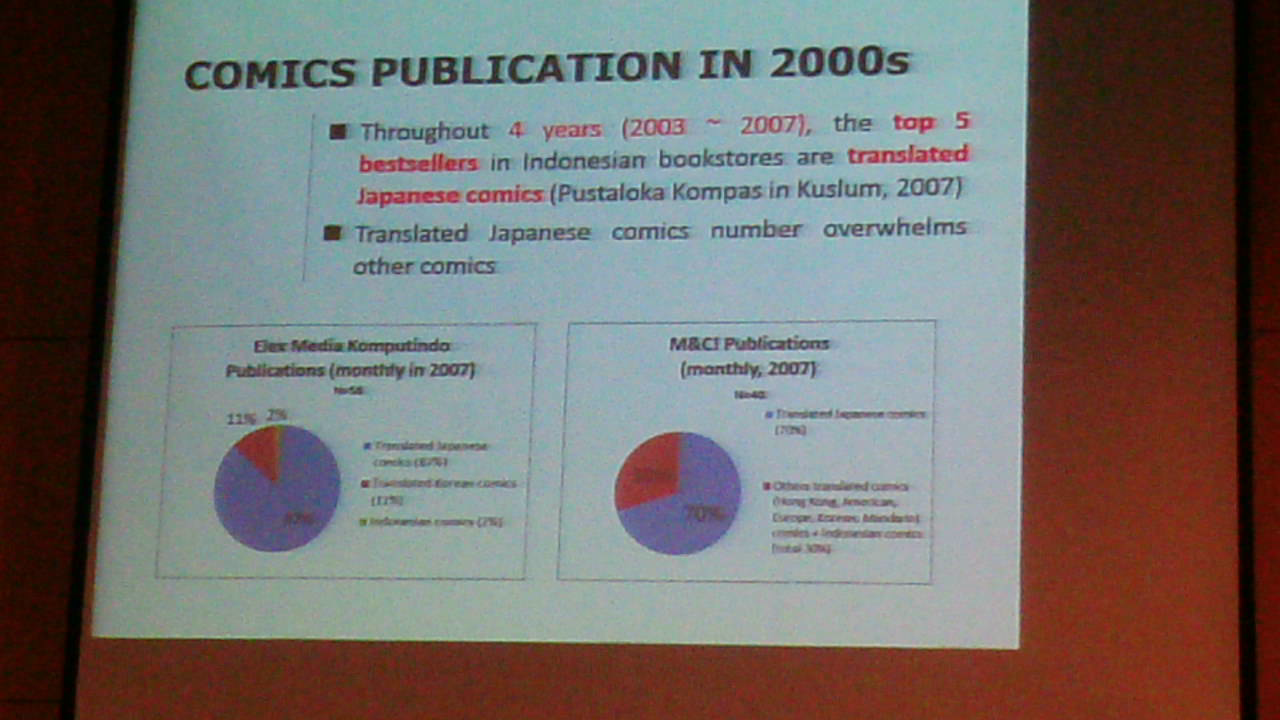 COMICS PUBLICATION IN 2000s
■ Throughout 4 years (2003 ~ 2007), the top 5
bestsellers in Indonesian bookstores are translated
Japanese comics (Pustaloka Kompas in Kuslum, 2007)
■ Translated Japanese comics number overwhelms
other comics
Elex Media Komputindo
Publications (monthly in 2007)
11% 2%
87%
Translated Japanese
comics (87%)
Translated Korean comics
(11%)
Indonesian comics (2%)
M&CI Publications
(monthly, 2007)
Translated Japanese comics
(70%)
70%
Others translated comics
(Hong Kong, American,
Europe, Korean, Mandarin)
comics + Indonesian comics
(total 30%)